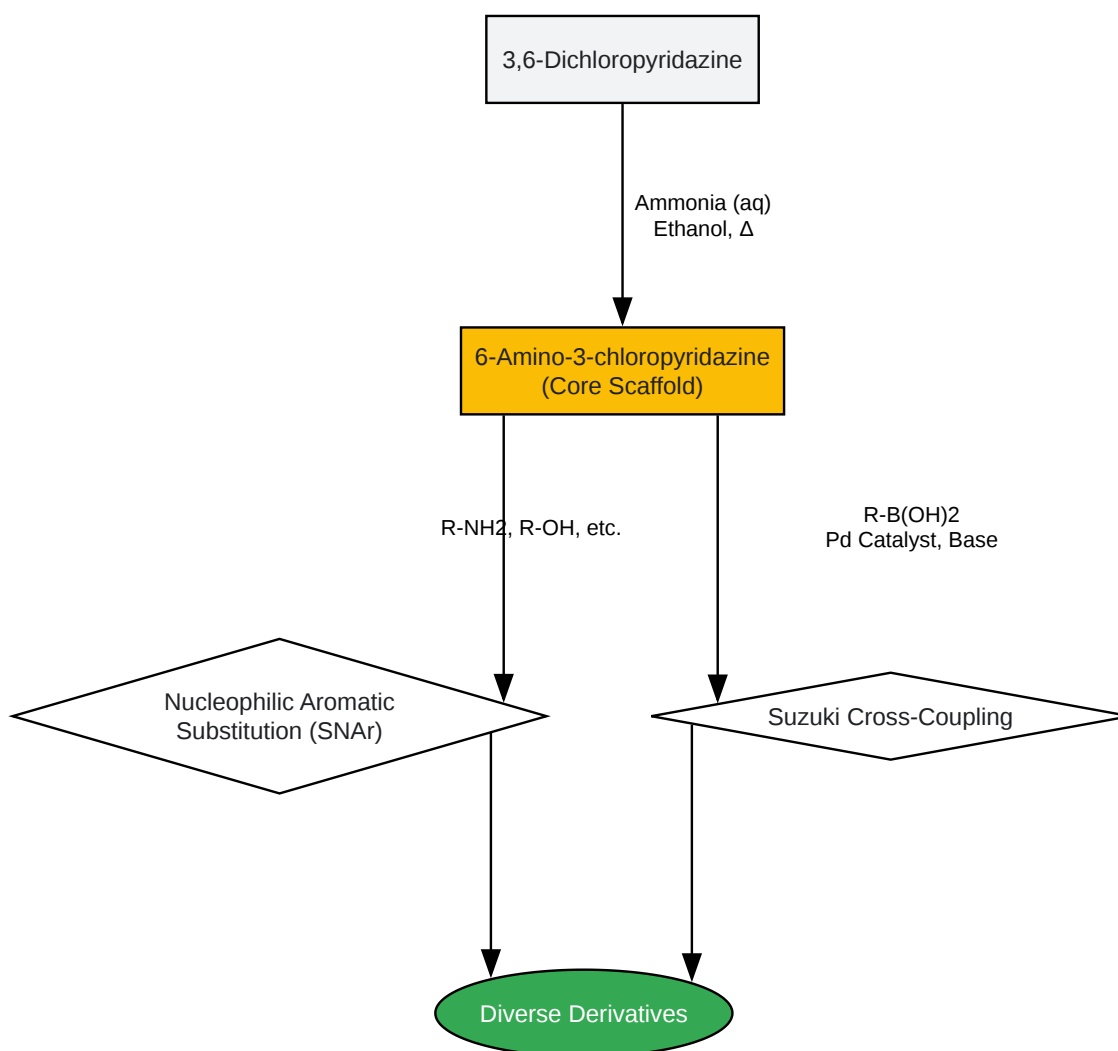 3,6-Dichloropyridazine
Ammonia (aq)
Ethanol, Δ
6-Amino-3-chloropyridazine
(Core Scaffold)
R-NH2, R-OH, etc.
R-B(OH)2
Pd Catalyst, Base
Nucleophilic Aromatic
Substitution (SNAr)
Suzuki Cross-Coupling
Diverse Derivatives